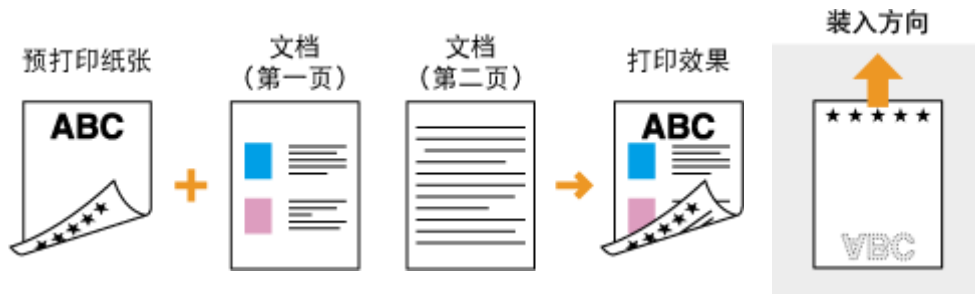 预打印纸张
ABC
文档
（第一页）
文档
（第二页）
打印效果
ABC
装入方向
★ ★ ★ ★ ★
ABC